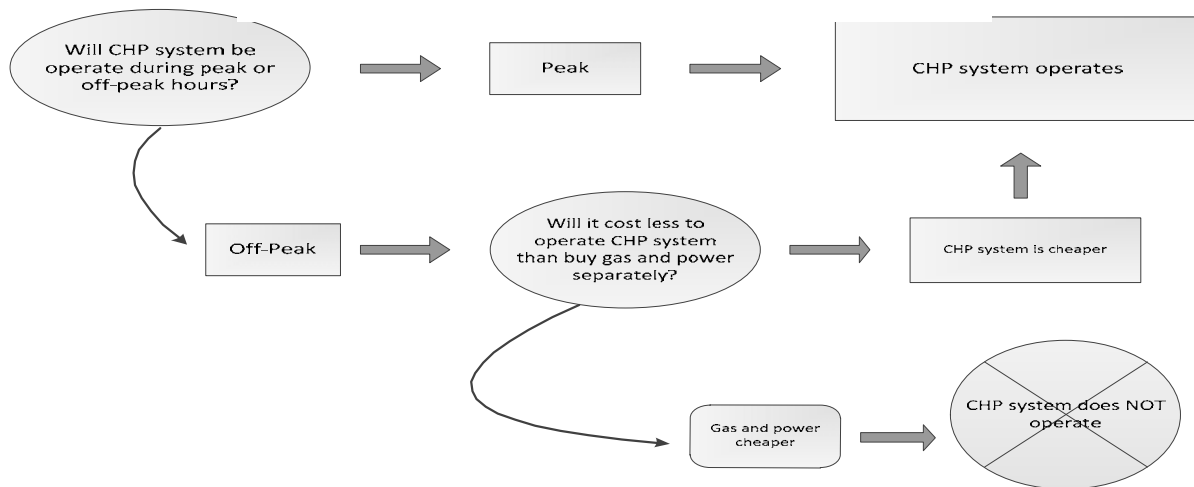 Will CHP system be
operate during peak or
off-peak hours?
Peak
CHP system operates
Off-Peak
Will it cost less to
operate CHP system
than buy gas and power
separately?
CHP system is cheaper
Gas and power
cheaper
CHP system does NOT
operate